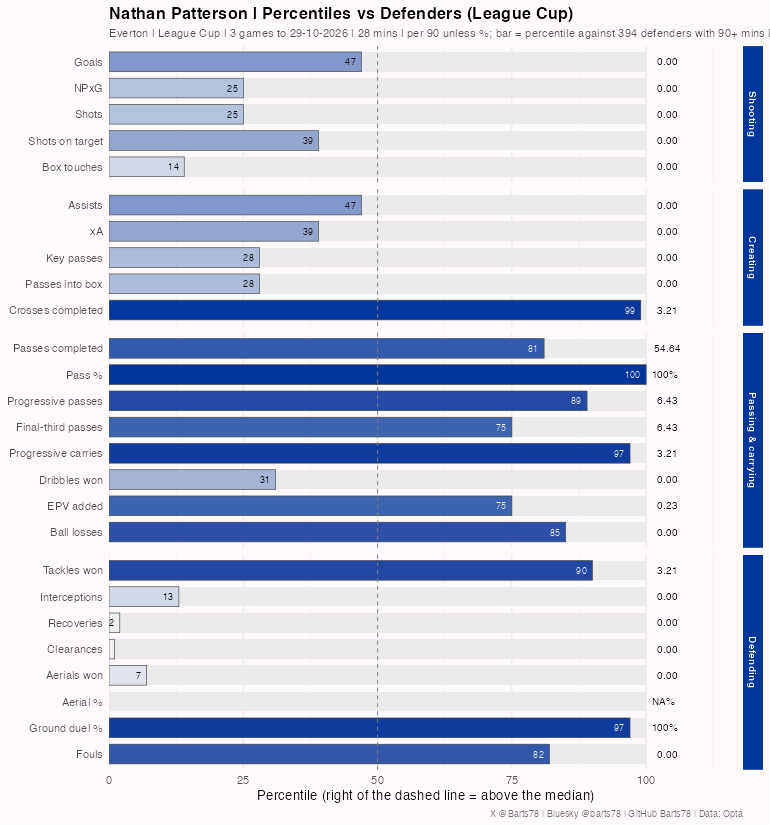 Nathan Patterson | Percentiles vs Defenders (League Cup)
Everton | League Cup | 3 games to 29-10-2026 | 28 mins | per 90 unless %; bar = percentile against 394 defenders with 90+ mins |
Goals 47 0.00
NPxG 25 0.00
Shots 25 0.00
Shots on target 39 0.00
Box touches 14 0.00
Shooting
Assists 47 0.00
xA 39 0.00
Key passes 28 0.00
Passes into box 28 0.00
Crosses completed 99 3.21
Creating
Passes completed 81 54.64
Pass % 100 100%
Progressive passes 89 6.43
Final-third passes 75 6.43
Progressive carries 97 3.21
Dribbles won 31 0.00
EPV added 75 0.23
Ball losses 85 0.00
Passing & carrying
Tackles won 90 3.21
Interceptions 13 0.00
Recoveries 2 0.00
Clearances 0.00
Aerials won 7 0.00
Aerial % NA%
Ground duel % 97 100%
Fouls 82 0.00
Defending
0 25 50 75 100
Percentile (right of the dashed line = above the median)
X @Barts78 | Bluesky @barts78 | GitHub Barts78 | Data: Opta